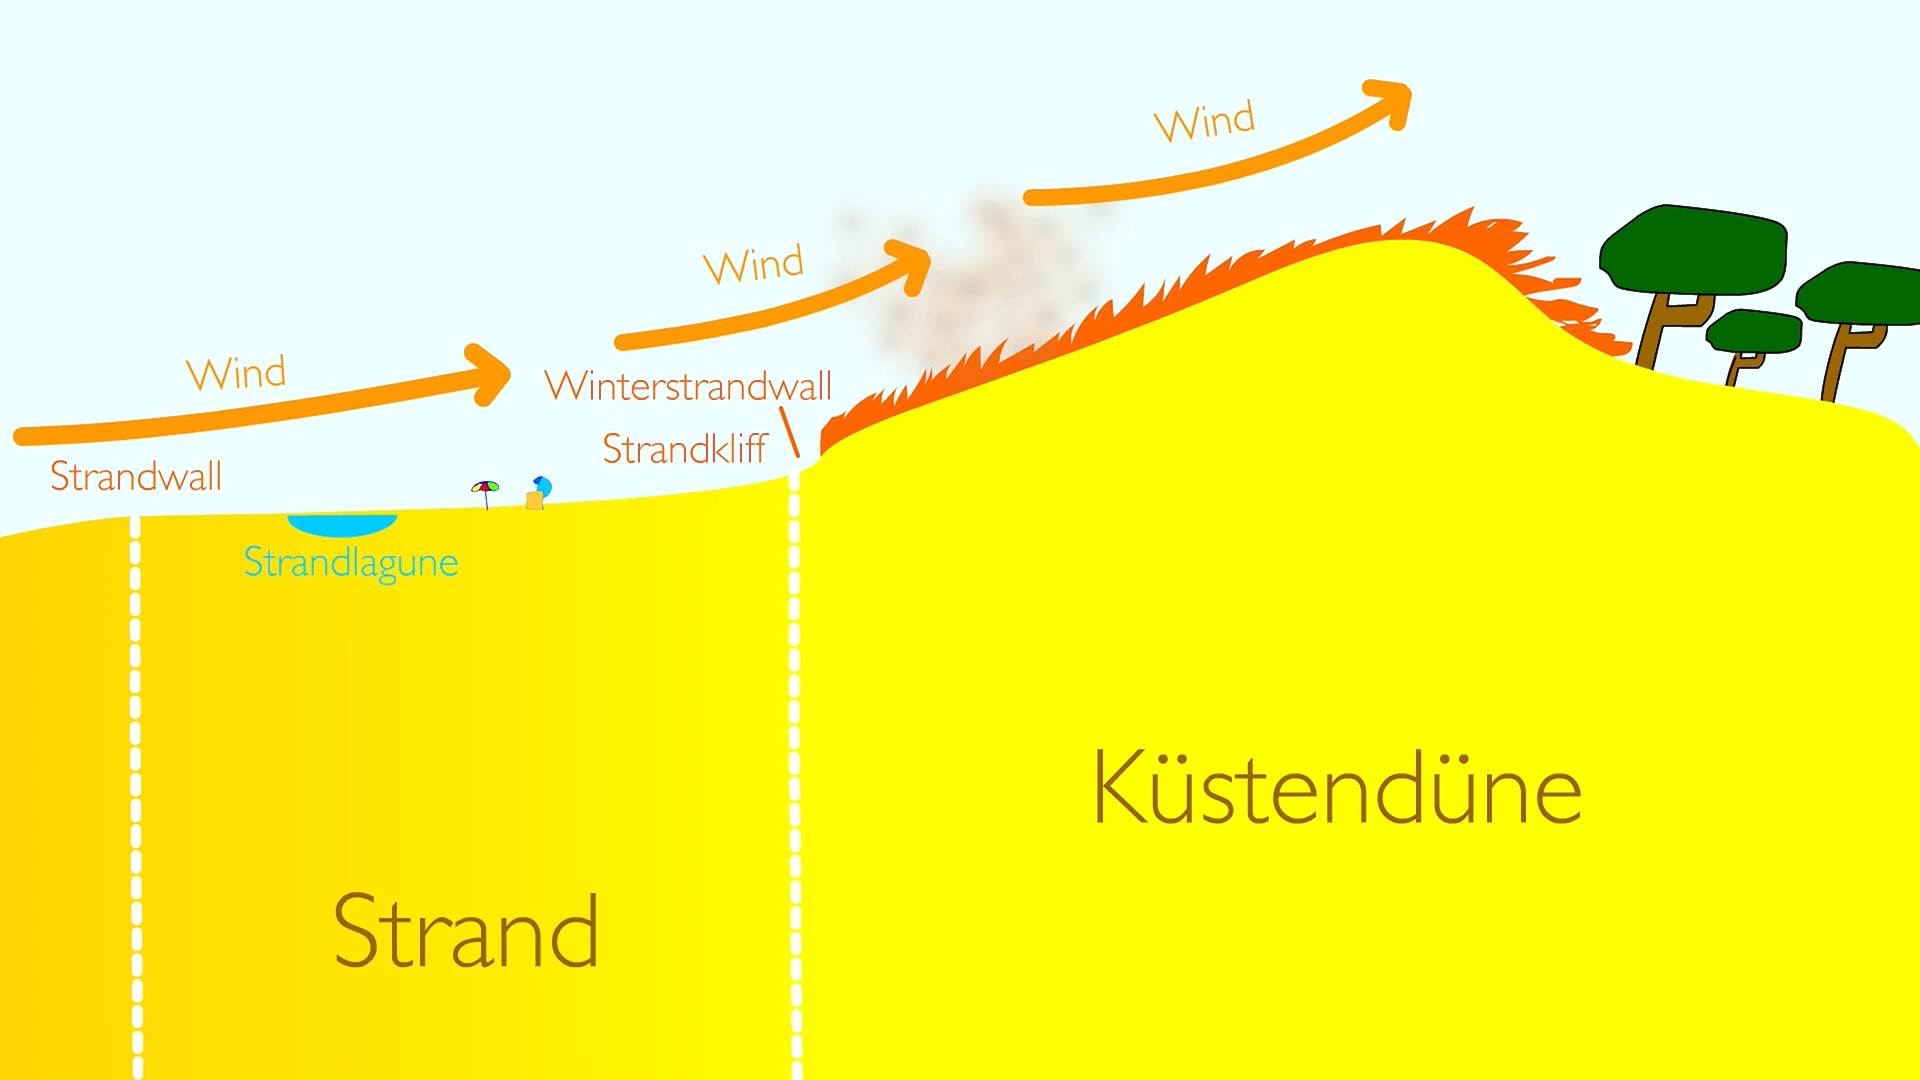 Wind
Wind
Wind
Winterstrandwall
Strandkliff
Strandwall
Strandlagune
Küstendüne
Strand